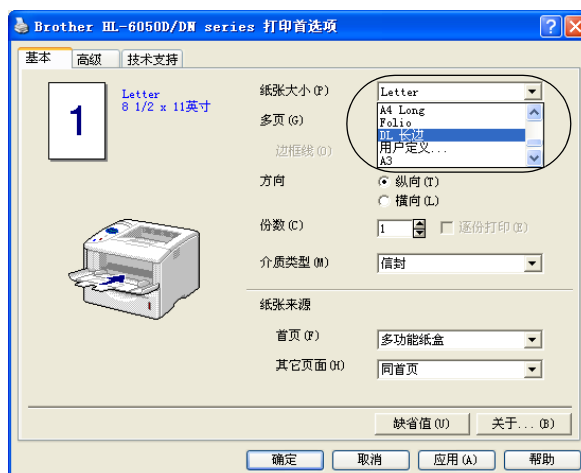 Brother HL-6050D/DN series 打印首选项
基本 高级 技术支持
1
Letter
8 1/2 x 11英寸
纸张大小(P) Letter
A4 Long
Folio
DL 长边
用户定义...
A3
多页(G)
边框线(O)
方向 纵向(T)
横向(L)
份数(C) 1 逐份打印(E)
介质类型(M) 信封
纸张来源
首页(F) 多功能纸盒
其它页面(H) 同首页
缺省值(U) 关于...(B)
确定 取消 应用(A) 帮助